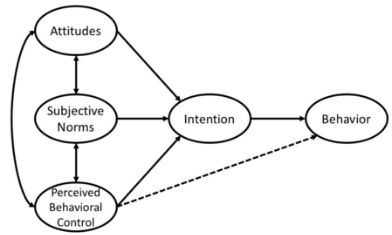 Attitudes
Subjective
Norms
Perceived
Behavioral
Control
Intention
Behavior